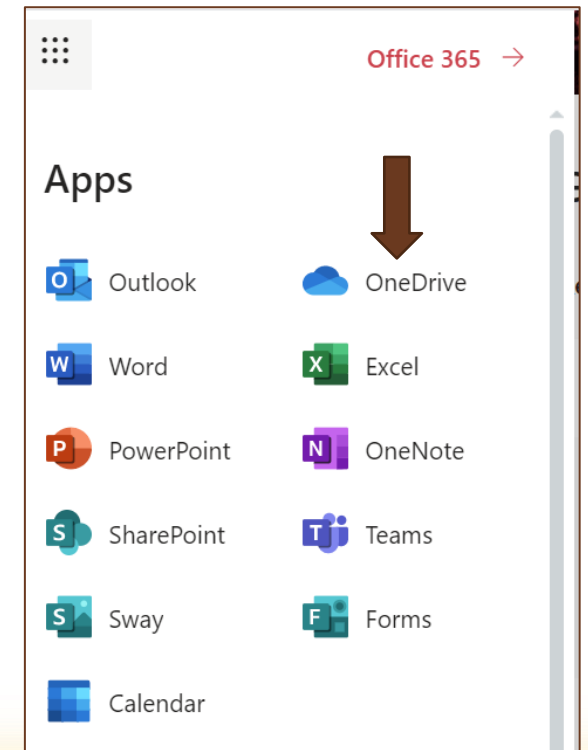 Office 365 →
Apps
Outlook OneDrive
Word Excel
PowerPoint OneNote
SharePoint Teams
Sway Forms
Calendar